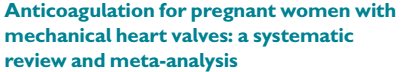 Anticoagulation for pregnant women with
mechanical heart valves: a systematic
review and meta-analysis